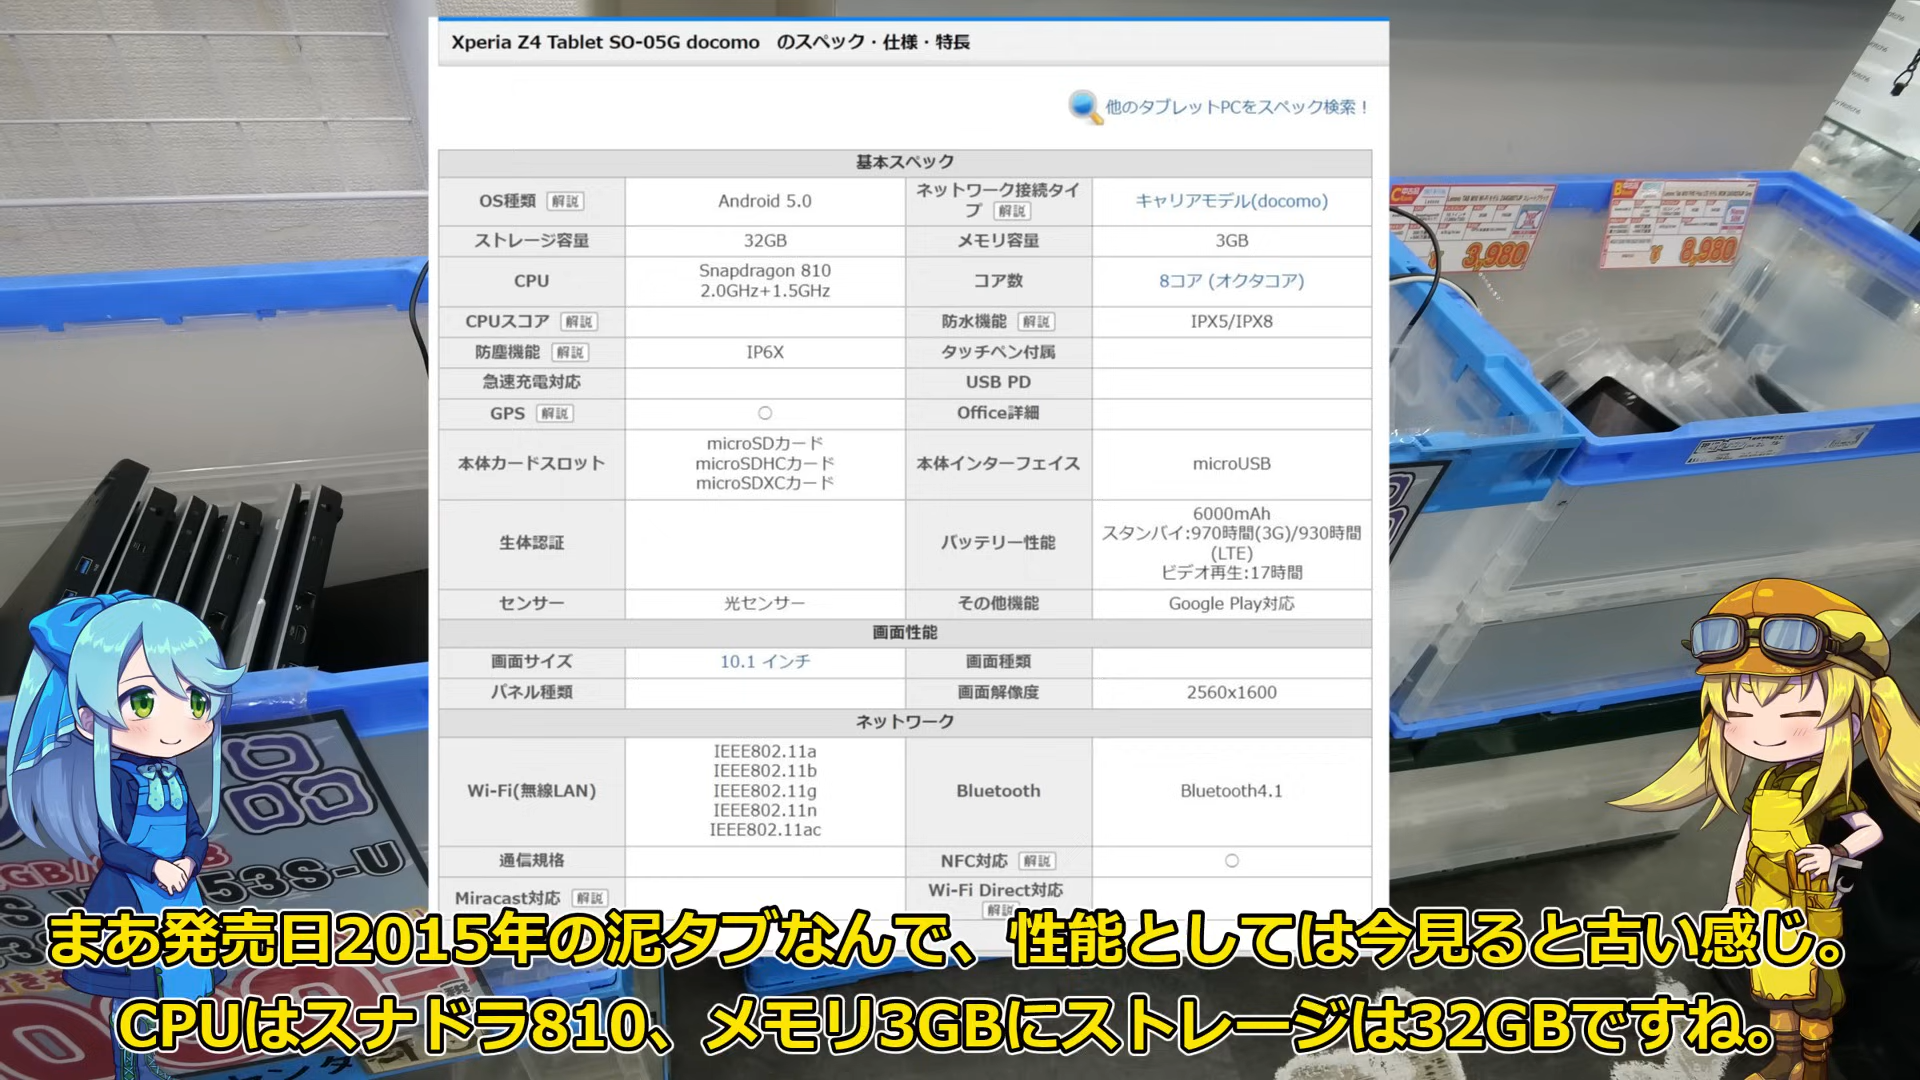 Xperia Z4 Tablet SO-05G docomo のスペック・仕様・特長
他のタブレットPCをスペック検索！
基本スペック
OS種類 解説 Android 5.0 ネットワーク接続タイプ 解説 キャリアモデル(docomo)
ストレージ容量 32GB メモリ容量 3GB
CPU Snapdragon 810 2.0GHz+1.5GHz コア数 8コア (オクタコア)
CPUスコア 解説 防水機能 解説 IPX5/IPX8
防塵機能 解説 IP6X タッチペン付属
急速充電対応 USB PD
GPS 解説 ○ Office詳細
本体カードスロット microSDカード microSDHCカード microSDXCカード 本体インターフェイス microUSB
生体認証 バッテリー性能 6000mAh スタンバイ:970時間(3G)/930時間(LTE) ビデオ再生:17時間
センサー 光センサー その他機能 Google Play対応
画面性能
画面サイズ 10.1 インチ 画面種類
パネル種類 画面解像度 2560x1600
ネットワーク
Wi-Fi(無線LAN) IEEE802.11a IEEE802.11b IEEE802.11g IEEE802.11n IEEE802.11ac Bluetooth Bluetooth4.1
通信規格 NFC対応 解説 ○
Miracast対応 解説 Wi-Fi Direct対応 解説
3,980
8,980
53S-U
まあ発売日2015年の泥タブなんで、性能としては今見ると古い感じ。
CPUはスナドラ810、メモリ3GBにストレージは32GBですね。